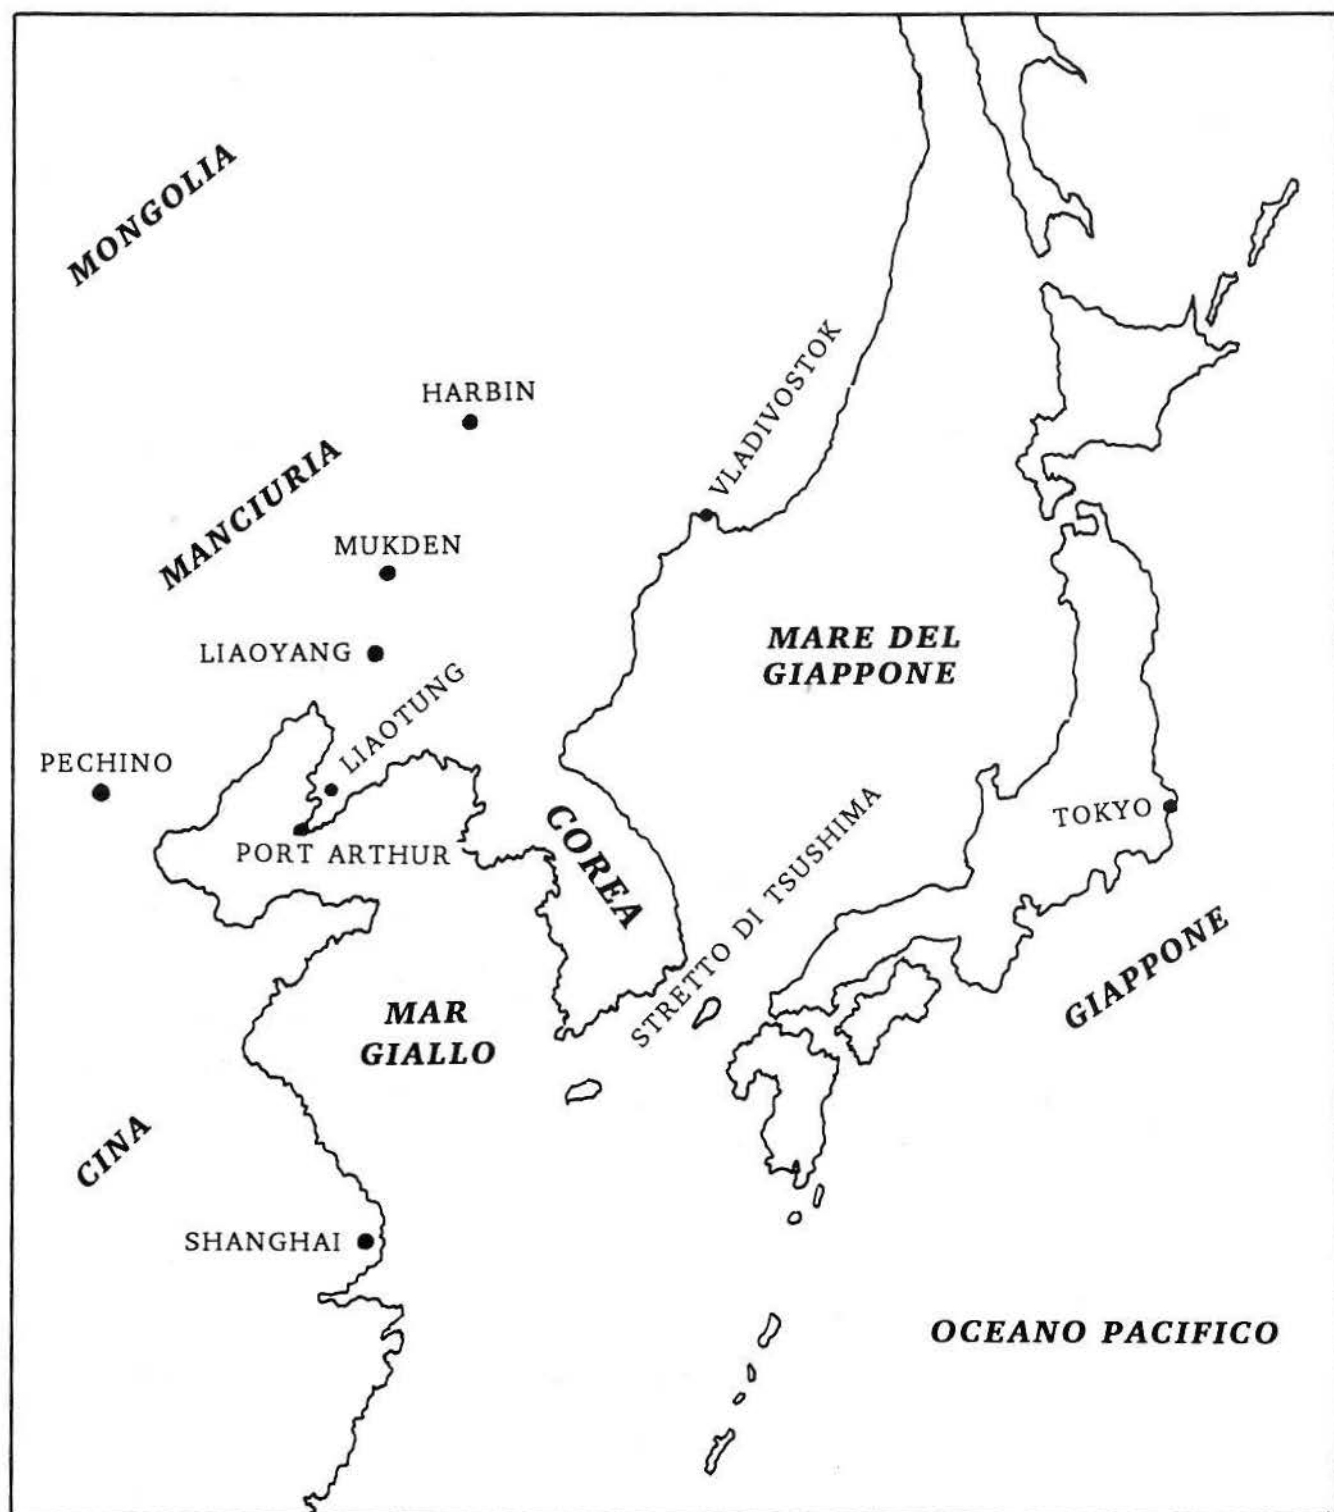 MONGOLIA
HARBIN
VLADIVOSTOK
MANCIURIA
MUKDEN
LIAOYANG
MARE DEL
GIAPPONE
LIAOTUNG
PECHINO
TOKYO
PORT ARTHUR
COREA
STRETTO DI TSUSHIMA
GIAPPONE
MAR
GIALLO
CINA
SHANGHAI
OCEANO PACIFICO